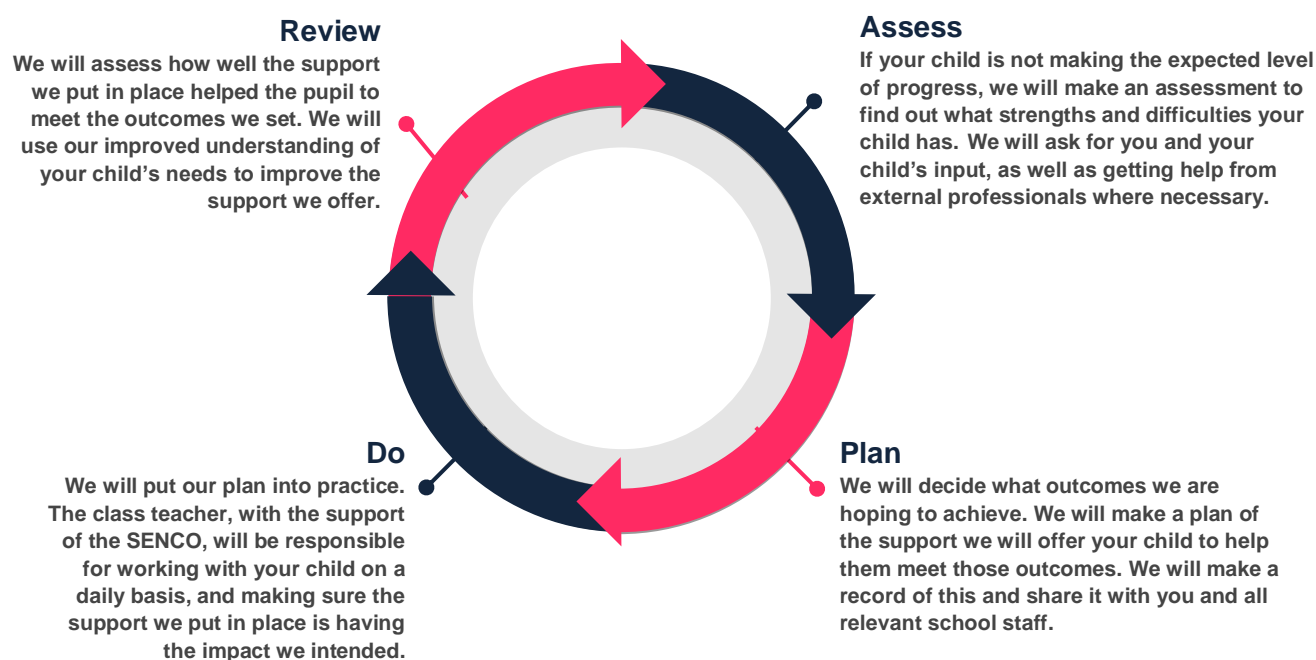 Review
We will assess how well the support
we put in place helped the pupil to
meet the outcomes we set. We will
use our improved understanding of
your child’s needs to improve the
support we offer.
Assess
If your child is not making the expected level
of progress, we will make an assessment to
find out what strengths and difficulties your
child has. We will ask for you and your
child’s input, as well as getting help from
external professionals where necessary.
Do
We will put our plan into practice.
The class teacher, with the support
of the SENCO, will be responsible
for working with your child on a
daily basis, and making sure the
support we put in place is having
the impact we intended.
Plan
We will decide what outcomes we are
hoping to achieve. We will make a plan of
the support we will offer your child to help
them meet those outcomes. We will make a
record of this and share it with you and all
relevant school staff.